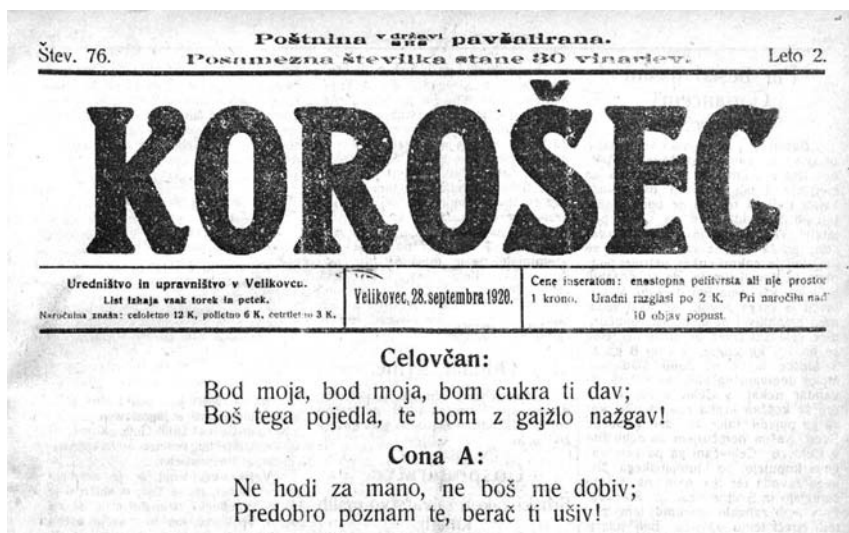 Poštnina v državi SHS pavšalirana.
Štev. 76.
Posamezna številka stane 30 vinarjev.
Leto 2.
KOROŠEC
Uredništvo in upravništvo v Velikovcu.
List izhaja vsak torek in petek.
Naročnina znaša: celoletno 12 K, polletno 6 K, četrtletno 3 K.
Velikovec, 28. septembra 1920.
Cene inseratom: enostopna petitvrsta ali nje prostor
1 krono. Uradni razglasi po 2 K. Pri naročilu nad
10 objav popust.
Celovčan:
Bod moja, bod moja, bom cukra ti dav;
Boš tega pojedla, te bom z gajžlo nažgav!
Cona A:
Ne hodi za mano, ne boš me dobiv;
Predobro poznam te, berač ti ušiv!